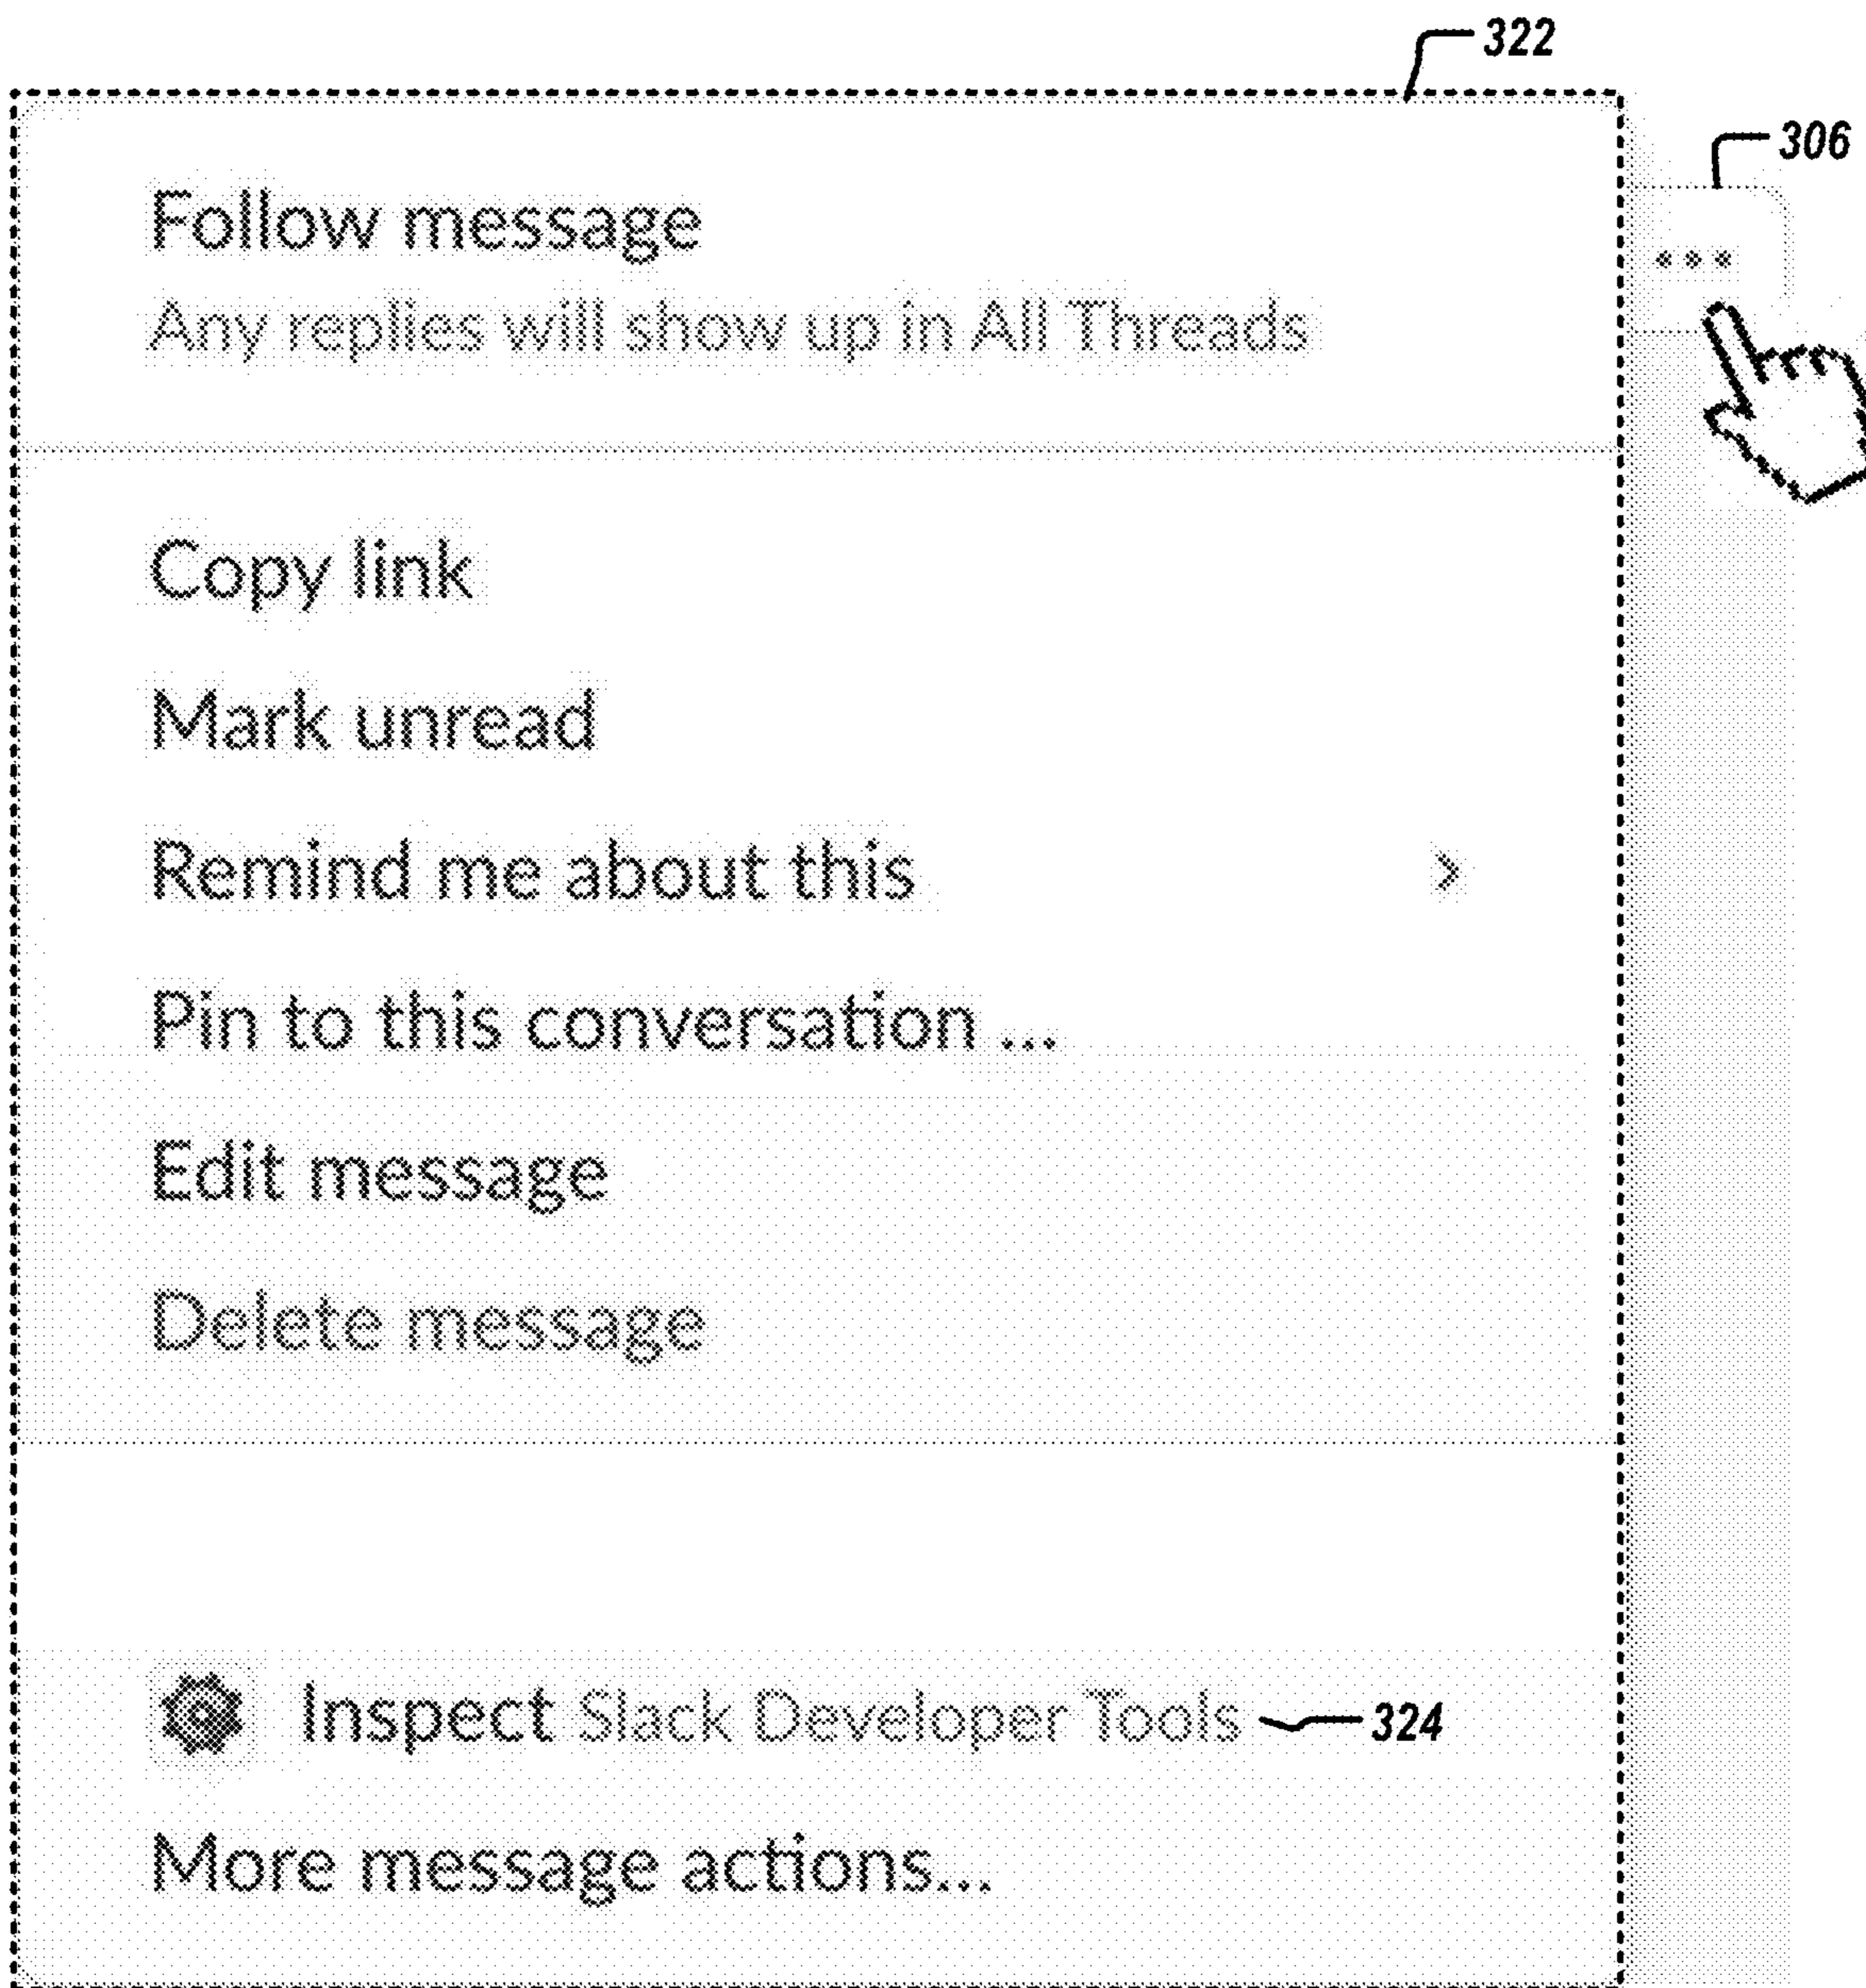 322
306
Follow message
...
Any replies will show up in All Threads
Copy link
Mark unread
Remind me about this >
Pin to this conversation ...
Edit message
Delete message
Inspect Slack Developer Tools 324
More message actions...